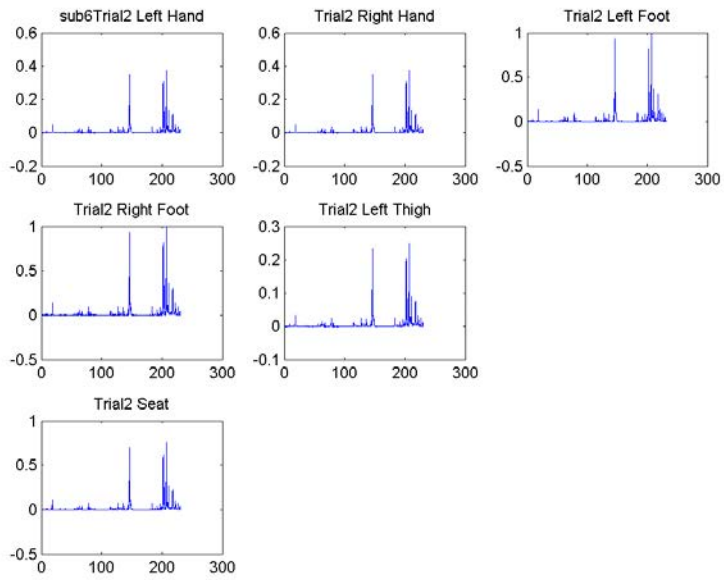 sub6Trial2 Left Hand
0.6
0.4
0.2
0
-0.2
0 100 200 300
Trial2 Right Hand
0.6
0.4
0.2
0
-0.2
0 100 200 300
Trial2 Left Foot
1
0.5
0
-0.5
0 100 200 300
Trial2 Right Foot
1
0.5
0
-0.5
0 100 200 300
Trial2 Left Thigh
0.3
0.2
0.1
0
-0.1
0 100 200 300
Trial2 Seat
1
0.5
0
-0.5
0 100 200 300